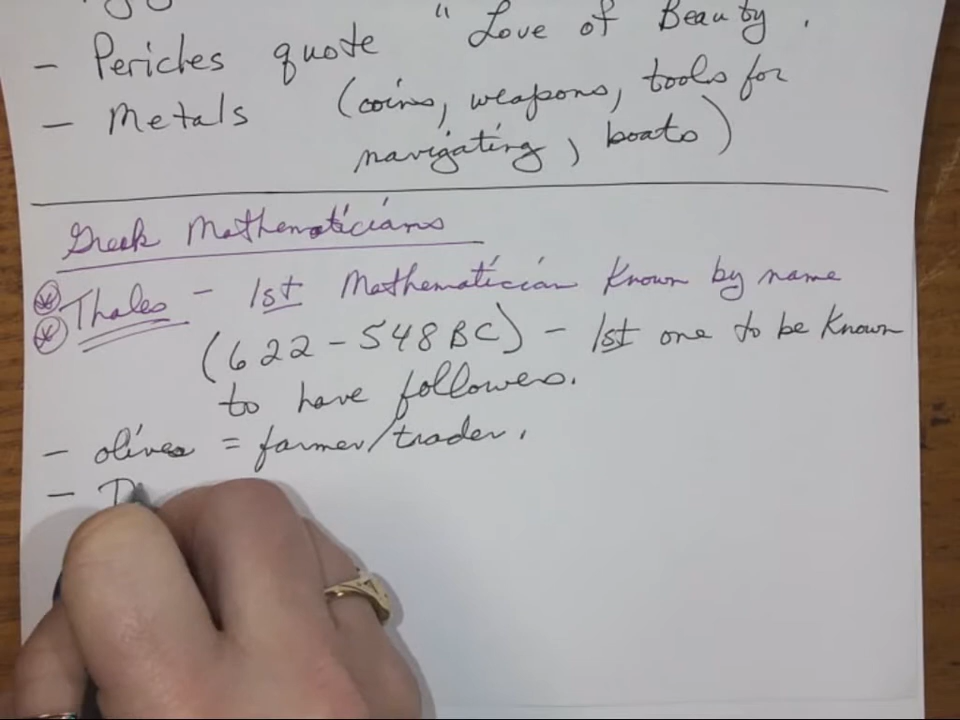 - Pericles quote "Love of Beauty.
- Metals (coins, weapons, tools for
navigating, boats)
Greek Mathematicians
Thales - 1st Mathematician Known by name
(622 - 548 BC) - 1st one to be Known
to have followers.
- olives = farmer/trader.
-